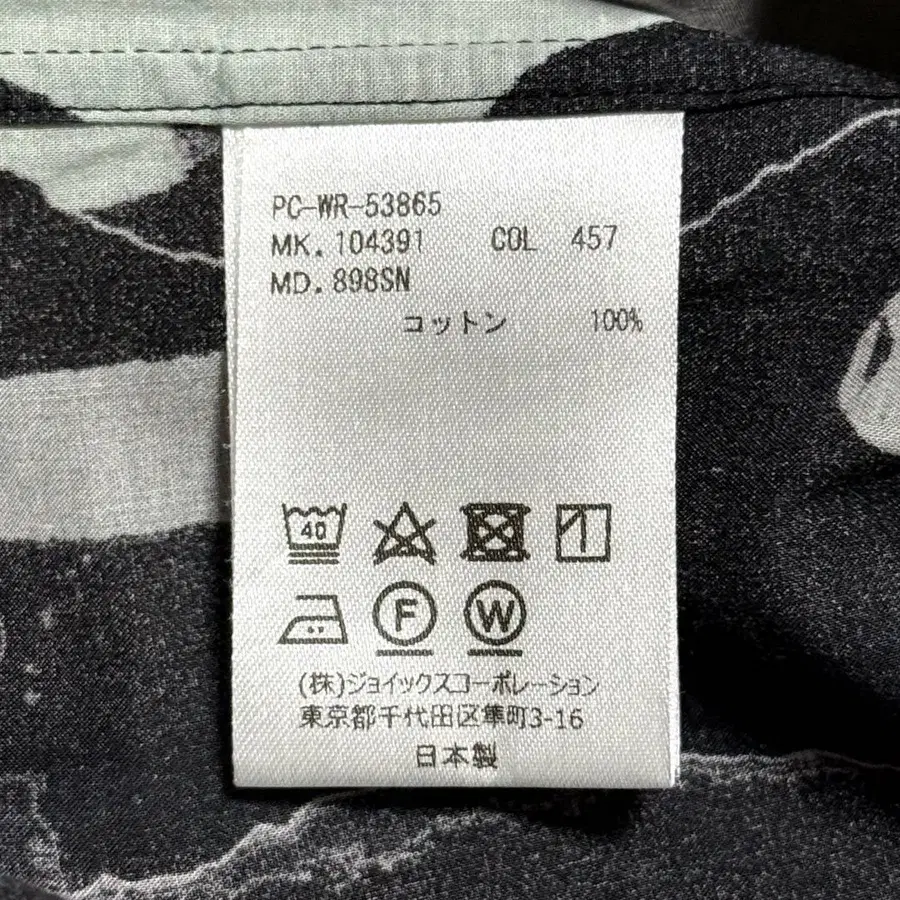 PC-WR-53865
MK. 104391 COL 457
MD. 898SN
コットン 100%
40
F W
(株)ジョイックスコーポレーション
東京都千代田区隼町3-16
日本製